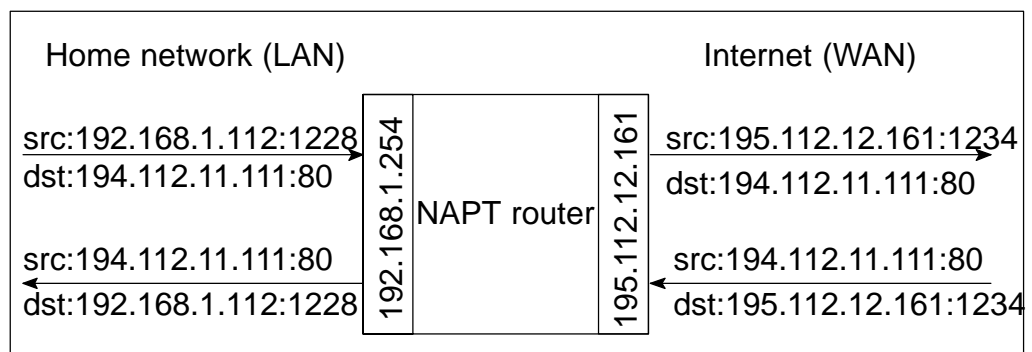 Home network (LAN)
Internet (WAN)
src:192.168.1.112:1228
dst:194.112.11.111:80
src:194.112.11.111:80
dst:192.168.1.112:1228
192.168.1.254
NAPT router
195.112.12.161
src:195.112.12.161:1234
dst:194.112.11.111:80
src:194.112.11.111:80
dst:195.112.12.161:1234